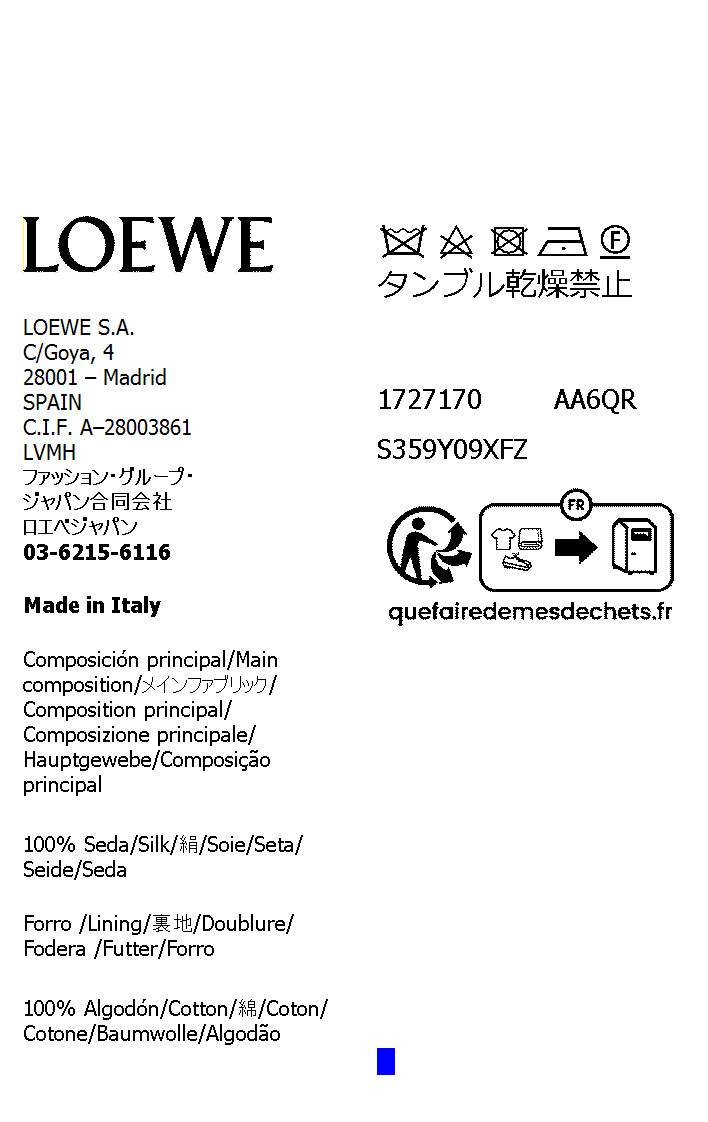 LOEWE
LOEWE S.A.
C/Goya, 4
28001 – Madrid
SPAIN
C.I.F. A–28003861
LVMH
ファッション・グループ・
ジャパン合同会社
ロエベジャパン
03-6215-6116
Made in Italy
Composición principal/Main
composition/メインファブリック/
Composition principal/
Composizione principale/
Hauptgewebe/Composição
principal
100% Seda/Silk/絹/Soie/Seta/
Seide/Seda
Forro /Lining/裏地/Doublure/
Fodera /Futter/Forro
100% Algodón/Cotton/綿/Coton/
Cotone/Baumwolle/Algodão
F
タンブル乾燥禁止
1727170 AA6QR
S359Y09XFZ
FR
quefairedemesdechets.fr